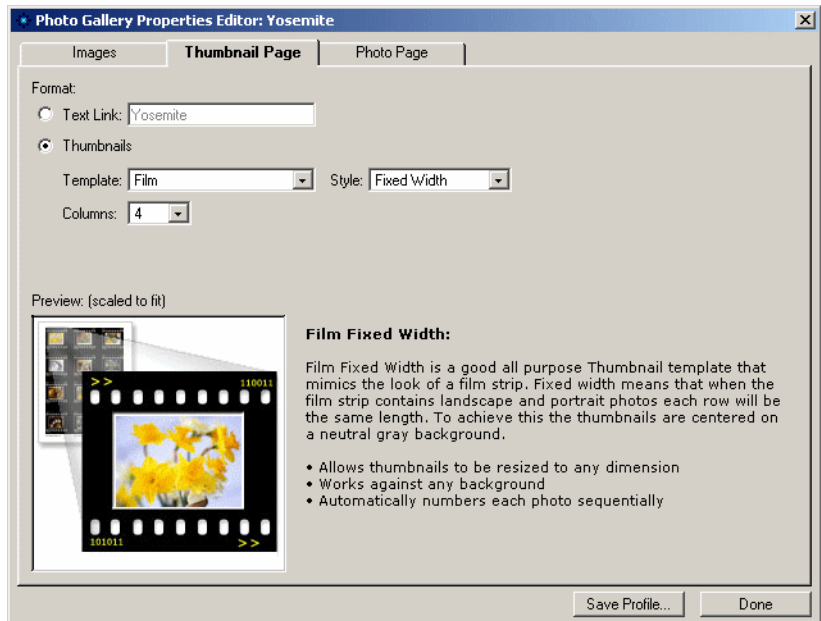 Photo Gallery Properties Editor: Yosemite
Images Thumbnail Page Photo Page
Format:
Text Link: Yosemite
Thumbnails
Template: Film Style: Fixed Width
Columns: 4
Preview: (scaled to fit)
>> 110011
101011 >>
Film Fixed Width:
Film Fixed Width is a good all purpose Thumbnail template that
mimics the look of a film strip. Fixed width means that when the
film strip contains landscape and portrait photos each row will be
the same length. To achieve this the thumbnails are centered on
a neutral gray background.
• Allows thumbnails to be resized to any dimension
• Works against any background
• Automatically numbers each photo sequentially
Save Profile... Done